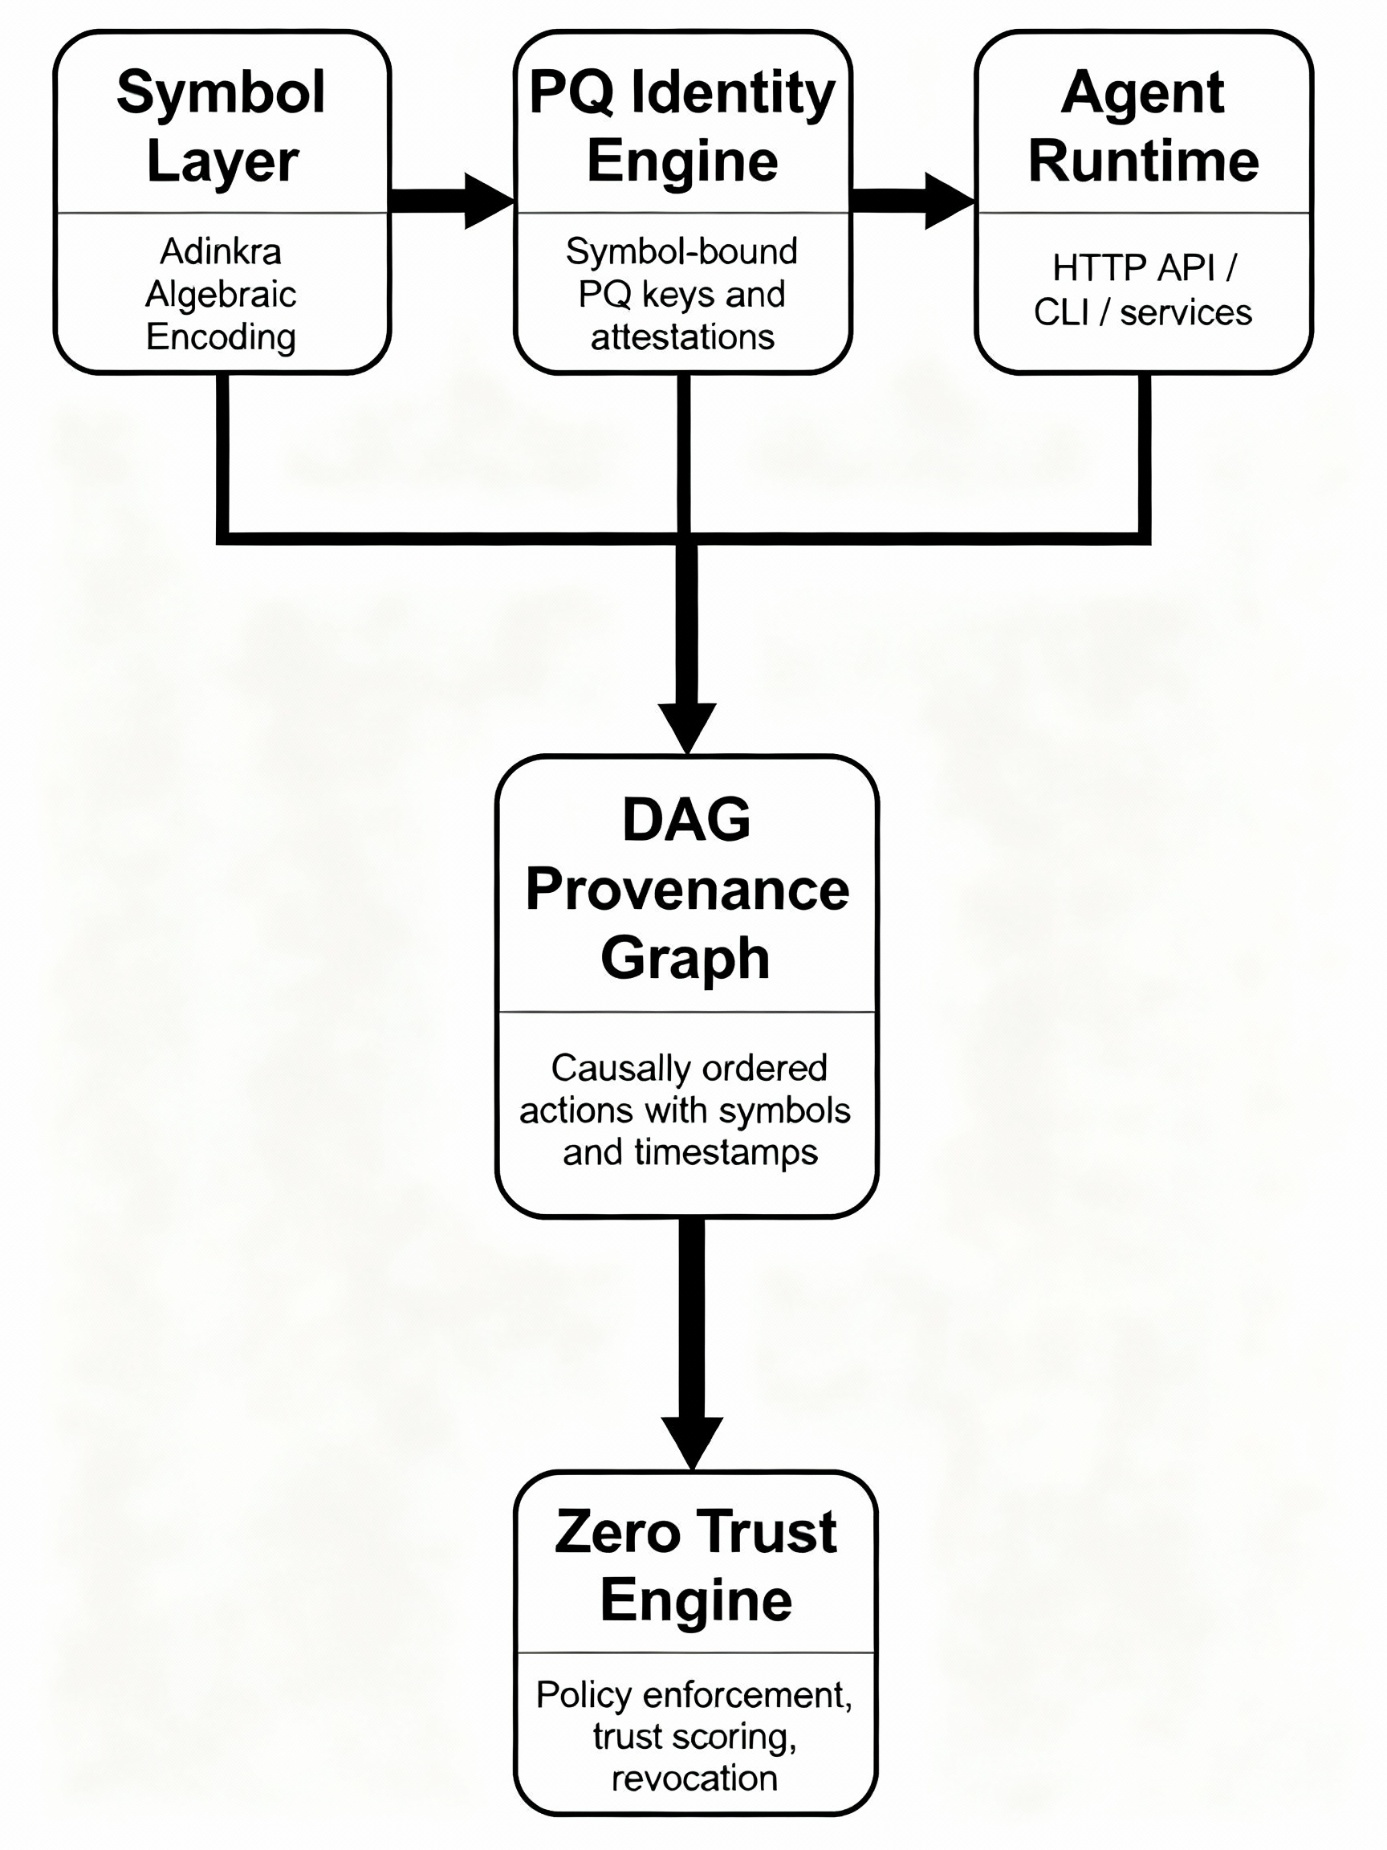 Symbol
Layer
Adinkra
Algebraic
Encoding
PQ Identity
Engine
Symbol-bound
PQ keys and
attestations
Agent
Runtime
HTTP API /
CLI / services
DAG
Provenance
Graph
Causally ordered
actions with symbols
and timestamps
Zero Trust
Engine
Policy enforcement,
trust scoring,
revocation